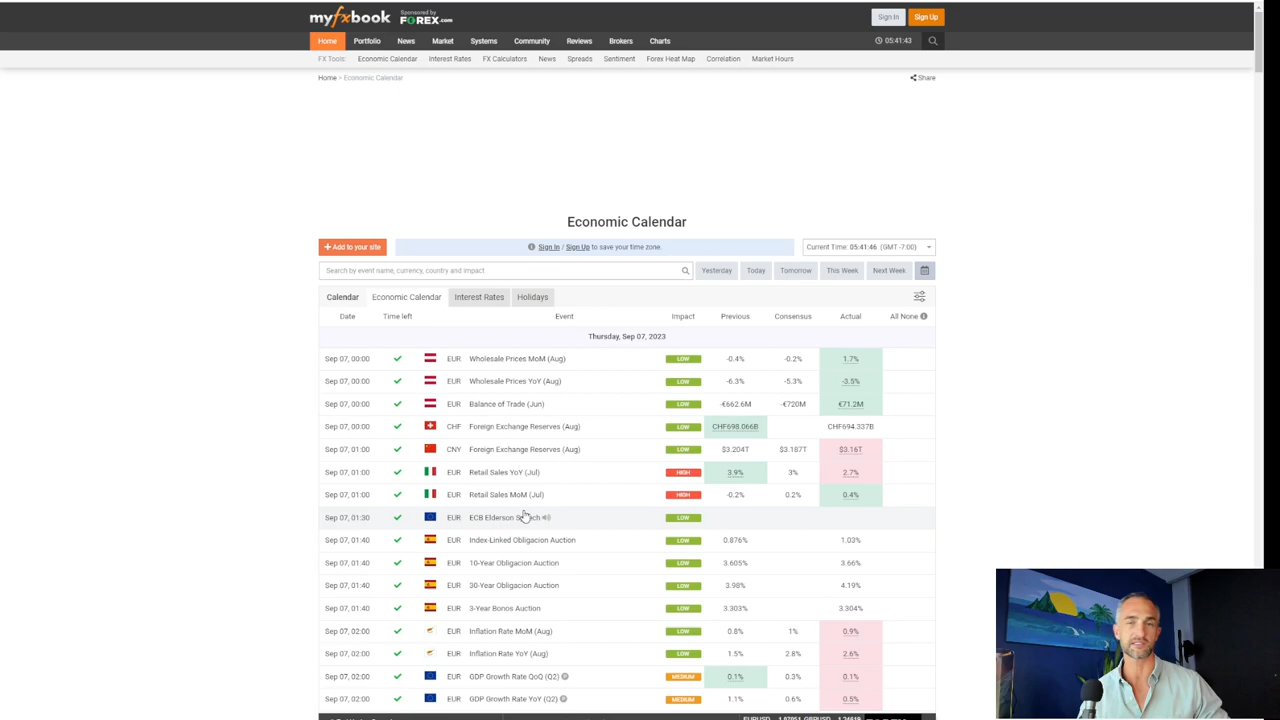 myfxbook Sponsored by FOREX.com Sign In Sign Up
Home Portfolio News Market Systems Community Reviews Brokers Charts 05:41:43
FX Tools: Economic Calendar Interest Rates FX Calculators News Spreads Sentiment Forex Heat Map Correlation Market Hours
Home > Economic Calendar Share
Economic Calendar
+ Add to your site Sign In / Sign Up to save your time zone. Current Time: 05:41:46 (GMT -7:00)
Search by event name, currency, country and impact Yesterday Today Tomorrow This Week Next Week
Calendar Economic Calendar Interest Rates Holidays
Date Time left Event Impact Previous Consensus Actual All None
Thursday, Sep 07, 2023
Sep 07, 00:00 EUR Wholesale Prices MoM (Aug) LOW -0.4% -0.2% 1.7%
Sep 07, 00:00 EUR Wholesale Prices YoY (Aug) LOW -6.3% -5.3% -3.5%
Sep 07, 00:00 EUR Balance of Trade (Jun) LOW -€662.6M -€720M €71.2M
Sep 07, 00:00 CHF Foreign Exchange Reserves (Aug) LOW CHF698.066B CHF694.337B
Sep 07, 01:00 CNY Foreign Exchange Reserves (Aug) LOW $3.204T $3.187T $3.16T
Sep 07, 01:00 EUR Retail Sales YoY (Jul) HIGH 3.9% 3% 2.7%
Sep 07, 01:00 EUR Retail Sales MoM (Jul) HIGH -0.2% 0.2% 0.4%
Sep 07, 01:30 EUR ECB Elderson Speech LOW
Sep 07, 01:40 EUR Index-Linked Obligacion Auction LOW 0.876% 1.03%
Sep 07, 01:40 EUR 10-Year Obligacion Auction LOW 3.605% 3.66%
Sep 07, 01:40 EUR 30-Year Obligacion Auction LOW 3.98% 4.19%
Sep 07, 01:40 EUR 3-Year Bonos Auction LOW 3.303% 3.304%
Sep 07, 02:00 EUR Inflation Rate MoM (Aug) LOW 0.8% 1% 0.9%
Sep 07, 02:00 EUR Inflation Rate YoY (Aug) LOW 1.5% 2.8% 2.6%
Sep 07, 02:00 EUR GDP Growth Rate QoQ (Q2) P MEDIUM 0.1% 0.3% 0.1%
Sep 07, 02:00 EUR GDP Growth Rate YoY (Q2) P MEDIUM 1.1% 0.6% 0.5%